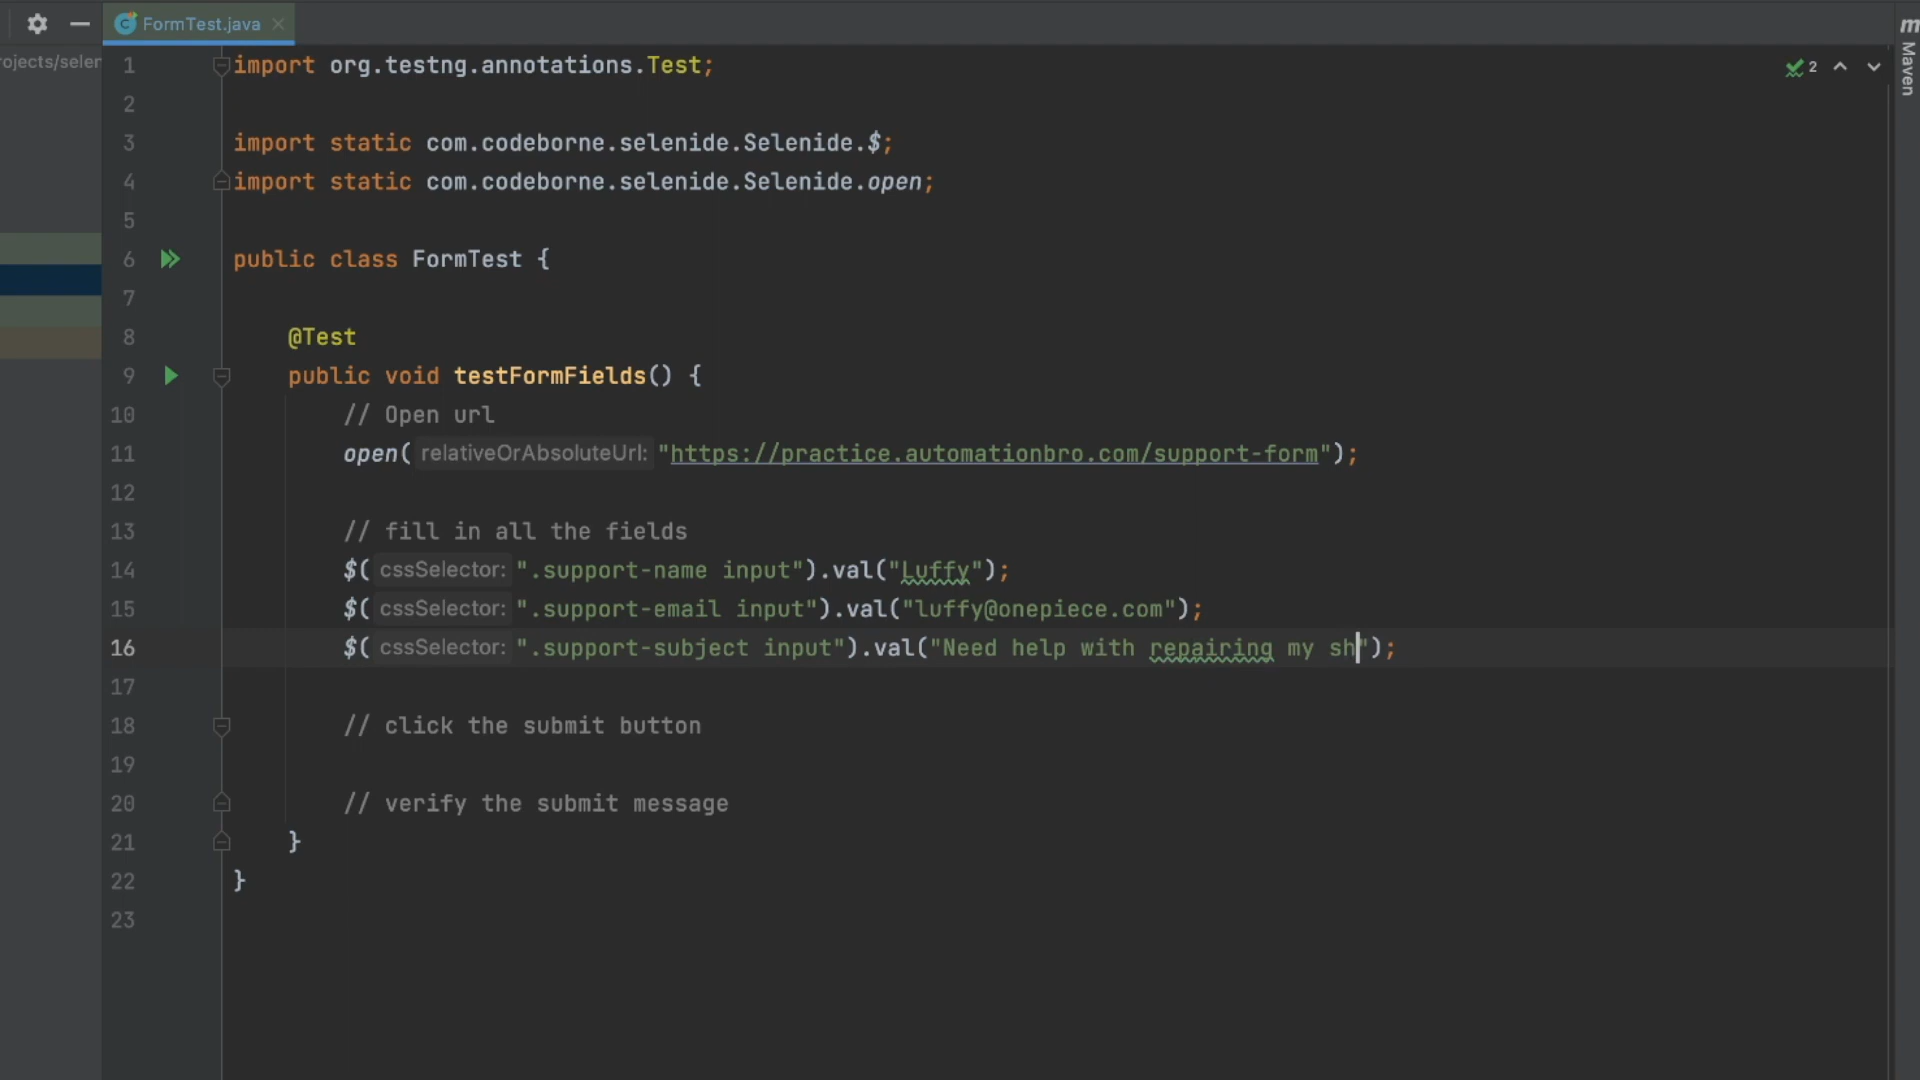 FormTest.java
rojects/selen
1 import org.testng.annotations.Test;
2
3 import static com.codeborne.selenide.Selenide.$;
4 import static com.codeborne.selenide.Selenide.open;
5
6 public class FormTest {
7
8 @Test
9 public void testFormFields() {
10 // Open url
11 open( relativeOrAbsoluteUrl: "https://practice.automationbro.com/support-form");
12
13 // fill in all the fields
14 $( cssSelector: ".support-name input").val("Luffy");
15 $( cssSelector: ".support-email input").val("luffy@onepiece.com");
16 $( cssSelector: ".support-subject input").val("Need help with repairing my sh");
17
18 // click the submit button
19
20 // verify the submit message
21 }
22 }
23
2
m
Maven